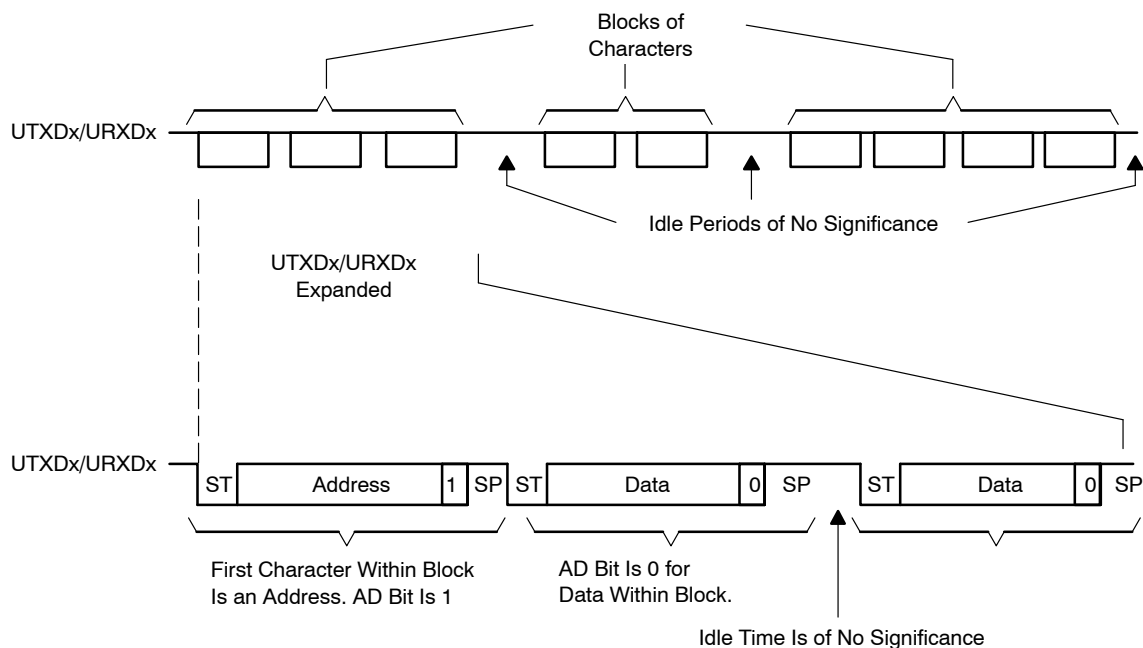 Blocks of
Characters
UTXDx/URXDx
Idle Periods of No Significance
UTXDx/URXDx
Expanded
UTXDx/URXDx
ST Address 1 SP ST Data 0 SP ST Data 0 SP
First Character Within Block
Is an Address. AD Bit Is 1
AD Bit Is 0 for
Data Within Block.
Idle Time Is of No Significance